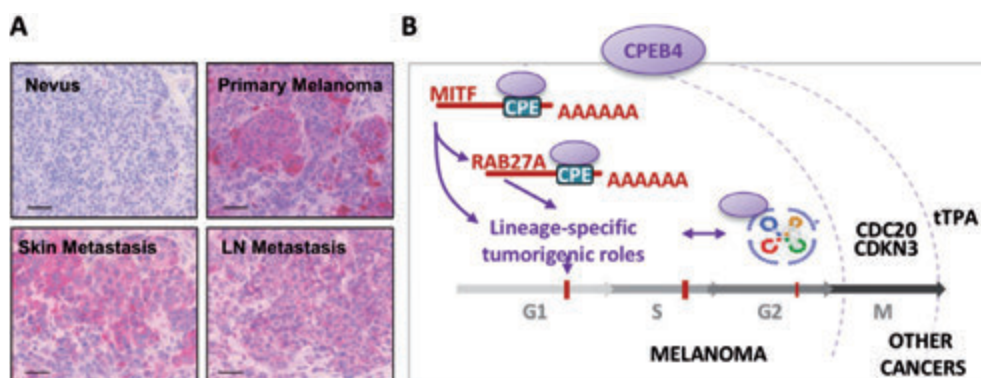 A
Nevus
Primary Melanoma
Skin Metastasis
LN Metastasis
B
CPEB4
MITF
CPE
AAAAAA
RAB27A
CPE
AAAAAA
Lineage-specific
tumorigenic roles
CDC20
CDKN3
tTPA
G1
S
G2
M
MELANOMA
OTHER
CANCERS